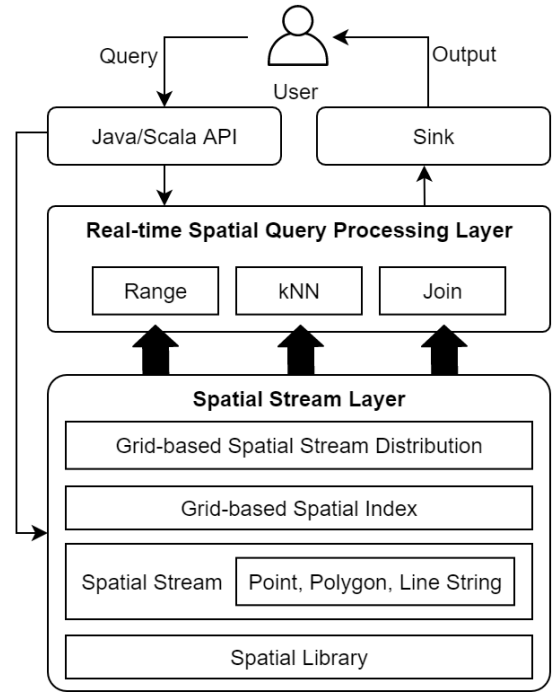 Query
Output
User
Java/Scala API
Sink
Real-time Spatial Query Processing Layer
Range
kNN
Join
Spatial Stream Layer
Grid-based Spatial Stream Distribution
Grid-based Spatial Index
Spatial Stream
Point, Polygon, Line String
Spatial Library